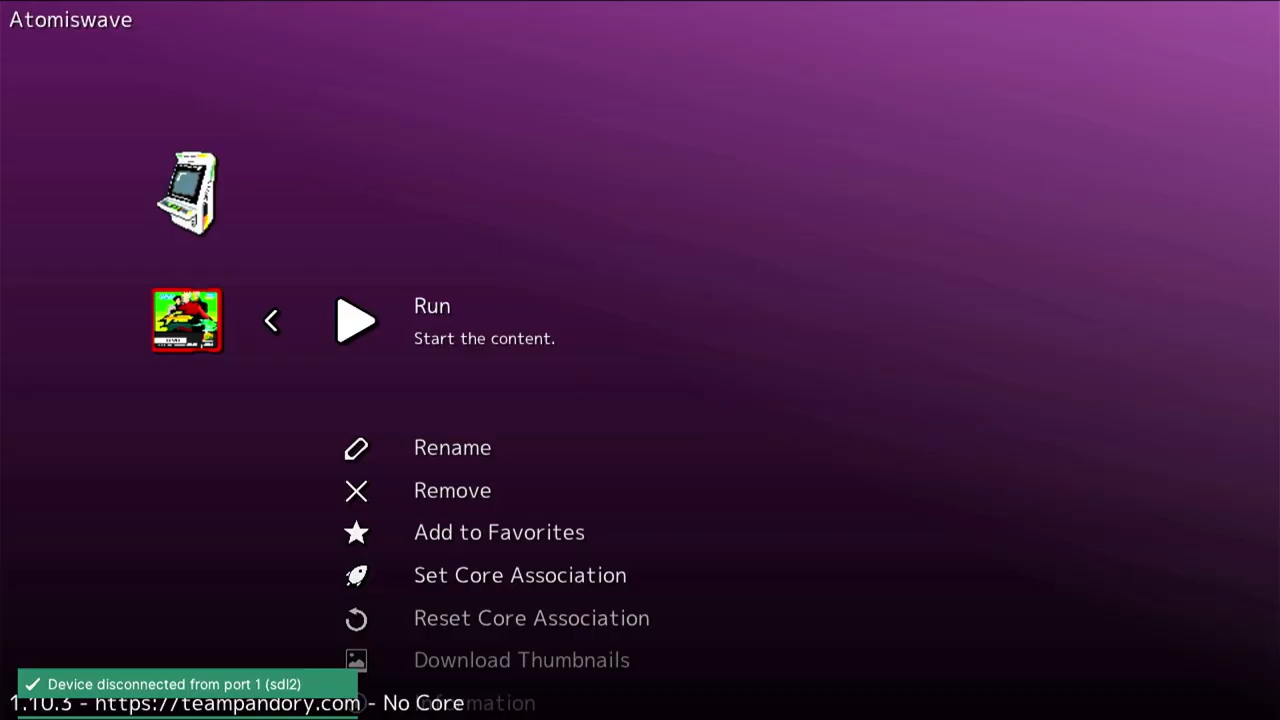 Atomiswave
Run
Start the content.
Rename
Remove
Add to Favorites
Set Core Association
Reset Core Association
Download Thumbnails
Information
Device disconnected from port 1 (sdl2)
1.10.3 - https://teampandory.com - No Core